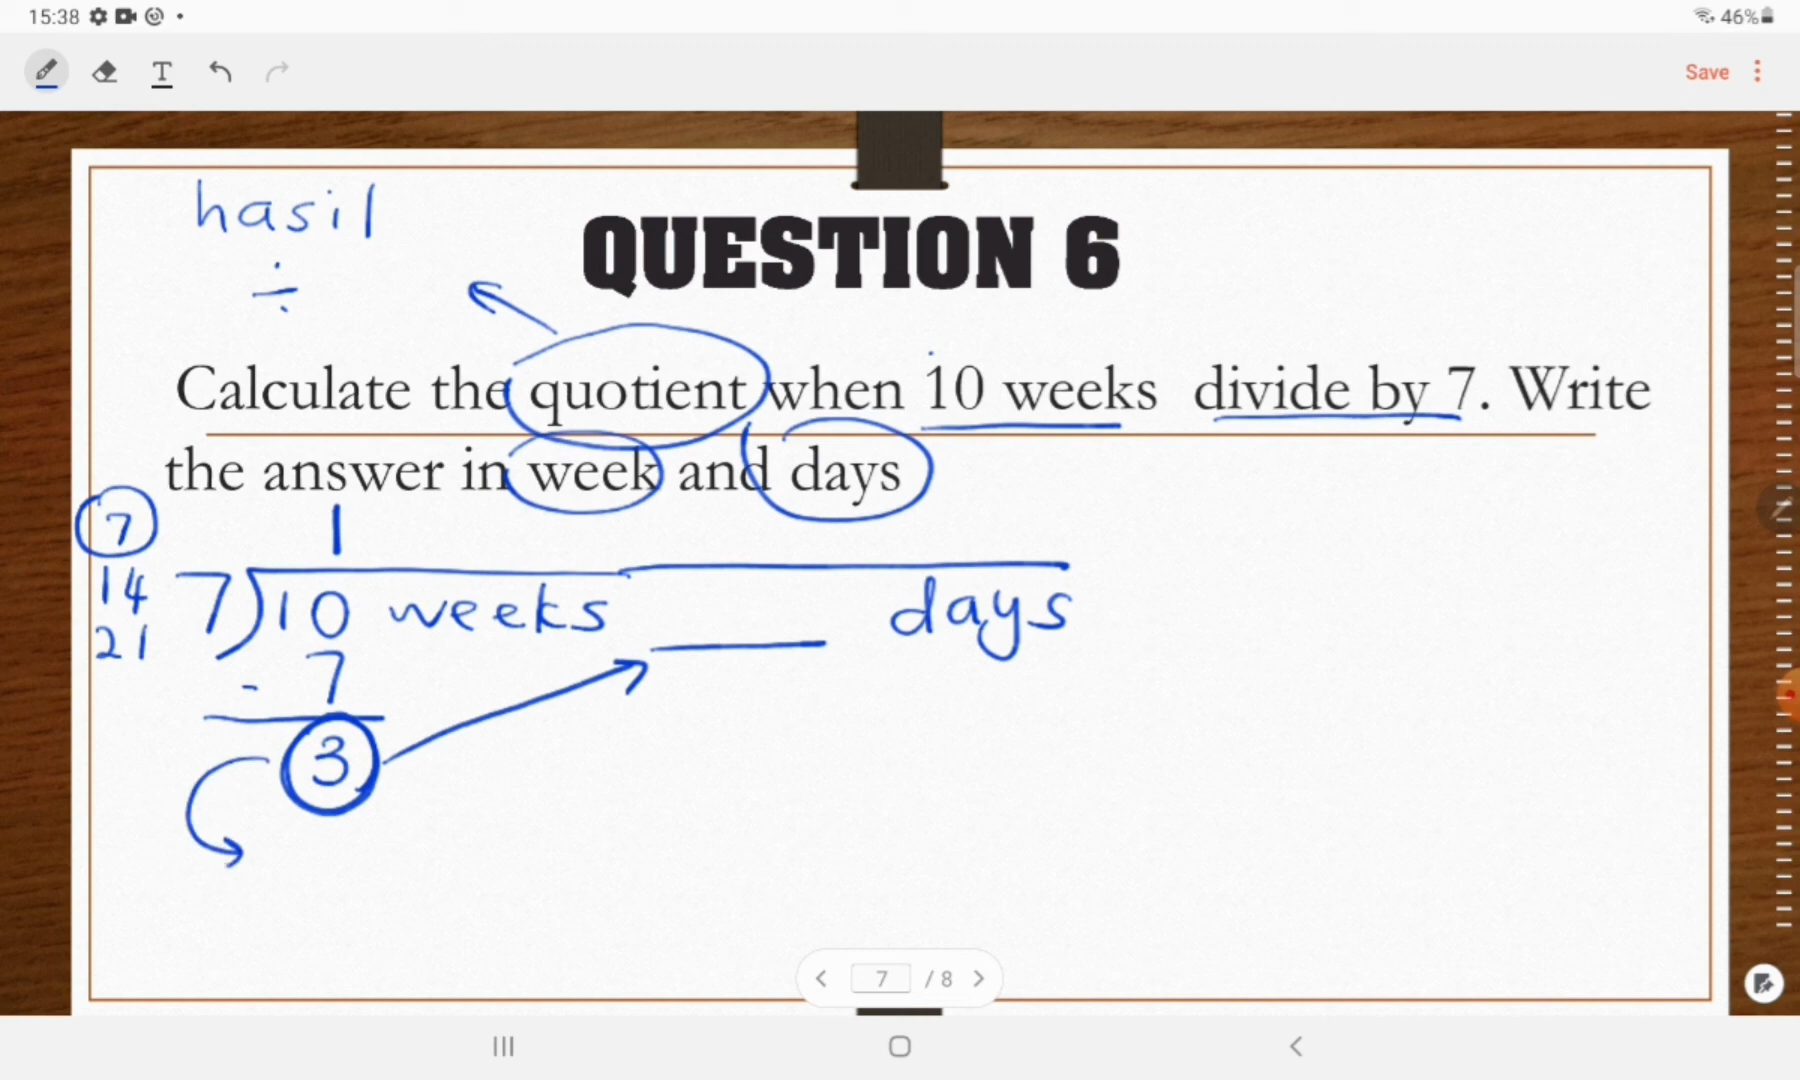 15:38
46%
T
Save
hasil
÷
QUESTION 6
Calculate the quotient when 10 weeks divide by 7. Write
the answer in week and days
7
1
14
7 10 weeks days
21
- 7
3
7 / 8